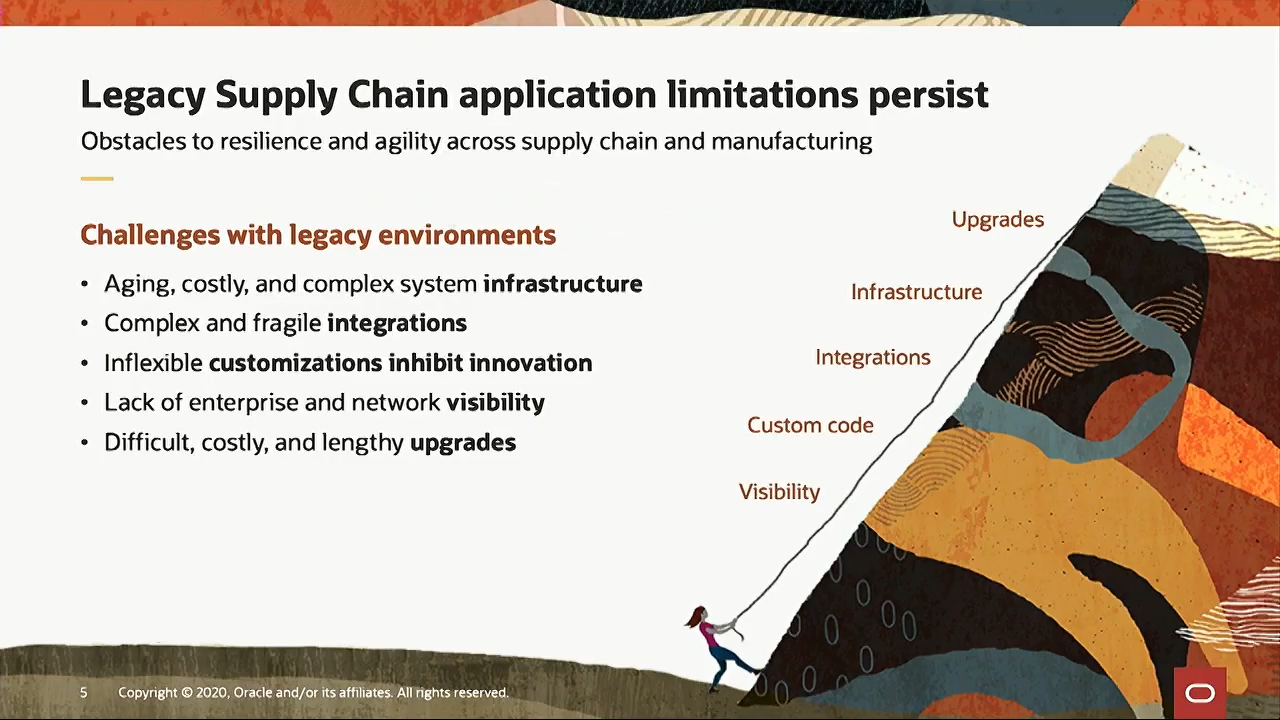 Legacy Supply Chain application limitations persist
Obstacles to resilience and agility across supply chain and manufacturing
Challenges with legacy environments
• Aging, costly, and complex system infrastructure
• Complex and fragile integrations
• Inflexible customizations inhibit innovation
• Lack of enterprise and network visibility
• Difficult, costly, and lengthy upgrades
Upgrades
Infrastructure
Integrations
Custom code
Visibility
5 Copyright © 2020, Oracle and/or its affiliates. All rights reserved.